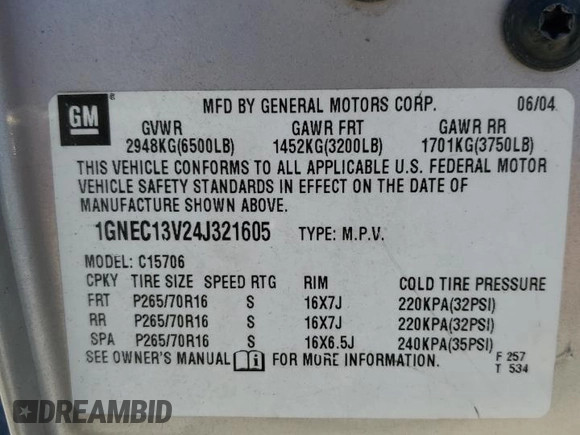 GM ®
MFD BY GENERAL MOTORS CORP. 06/04
GVWR GAWR FRT GAWR RR
2948KG(6500LB) 1452KG(3200LB) 1701KG(3750LB)
THIS VEHICLE CONFORMS TO ALL APPLICABLE U.S. FEDERAL MOTOR
VEHICLE SAFETY STANDARDS IN EFFECT ON THE DATE OF
MANUFACTURE SHOWN ABOVE.
1GNEC13V24J321605 TYPE: M.P.V.
MODEL: C15706
CPKY TIRE SIZE SPEED RTG RIM COLD TIRE PRESSURE
FRT P265/70R16 S 16X7J 220KPA(32PSI)
RR P265/70R16 S 16X7J 220KPA(32PSI)
SPA P265/70R16 S 16X6.5J 240KPA(35PSI)
SEE OWNER'S MANUAL i FOR MORE INFORMATION.
F 257
T 534
DREAMBID